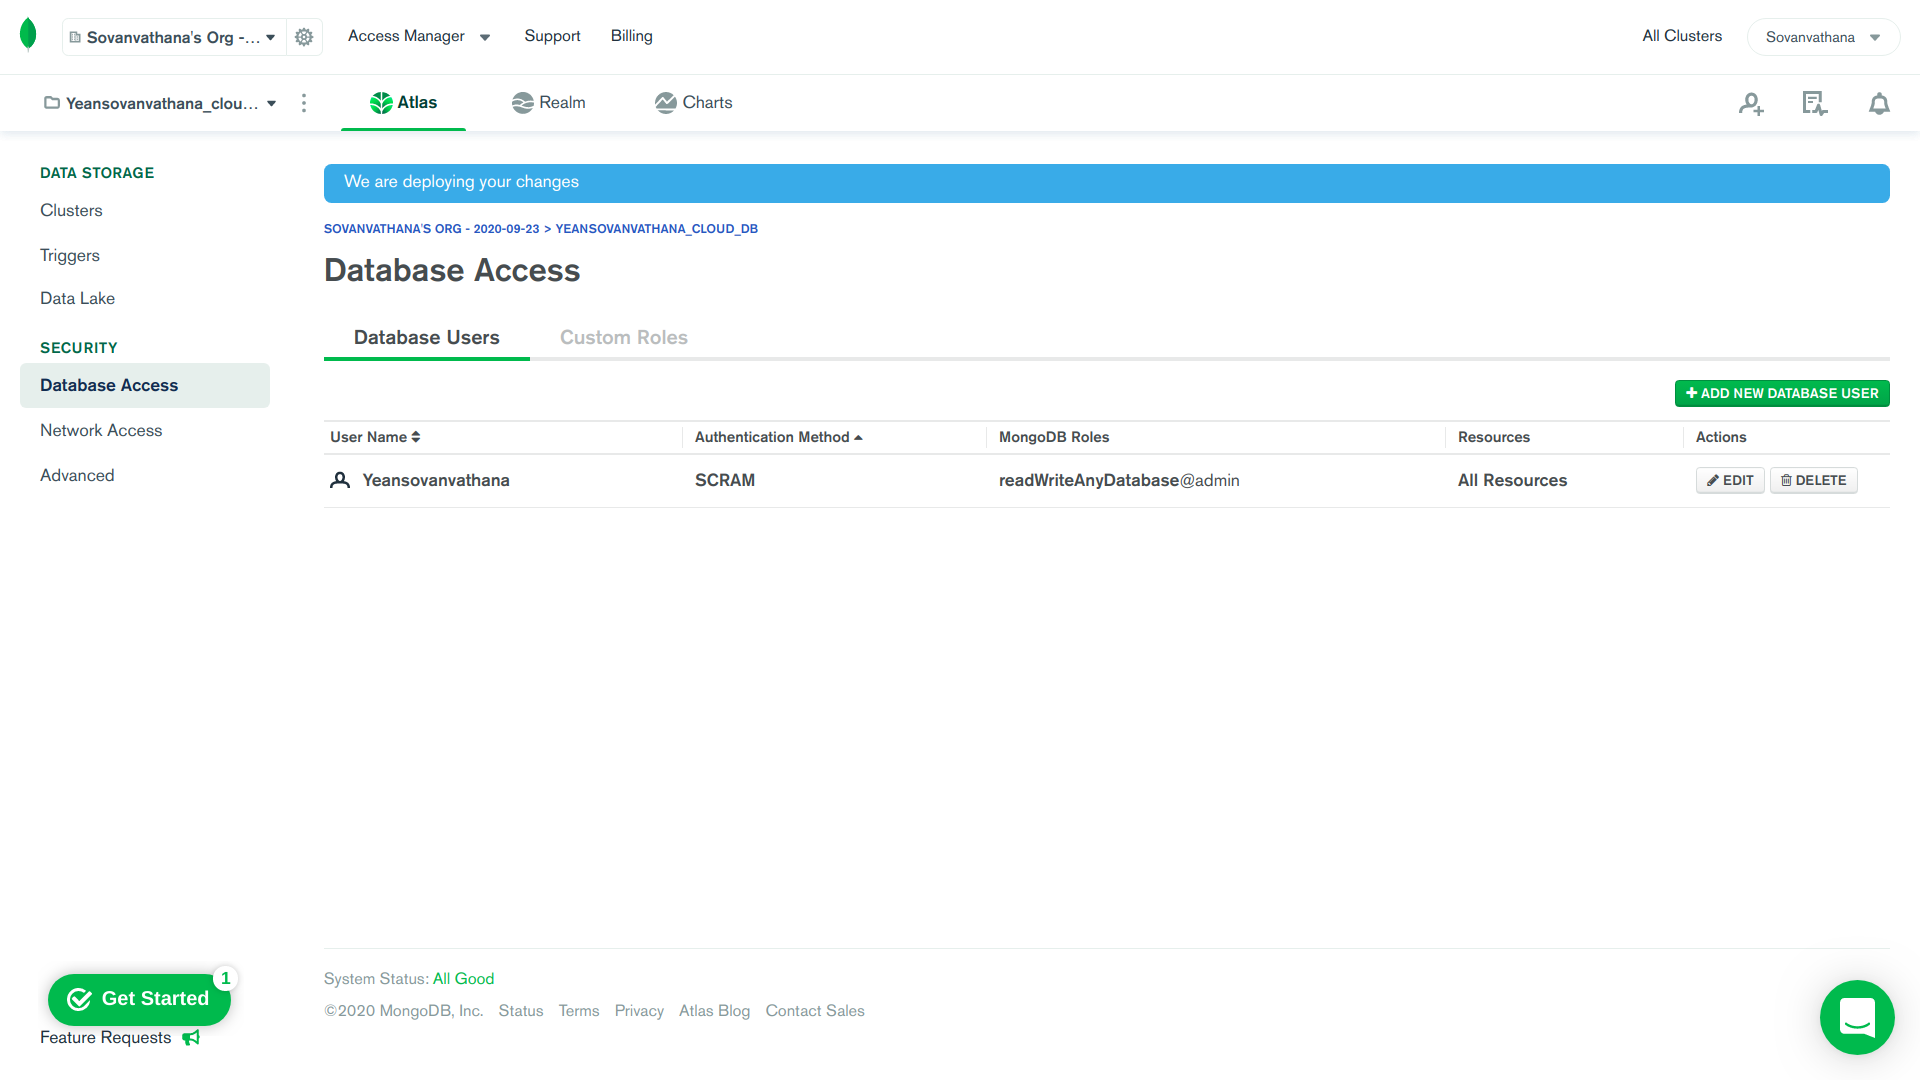 Sovanvathana's Org -...
Access Manager
Support
Billing
All Clusters
Sovanvathana
Yeansovanvathana_clou...
Atlas
Realm
Charts
DATA STORAGE
Clusters
Triggers
Data Lake
SECURITY
Database Access
Network Access
Advanced
We are deploying your changes
SOVANVATHANA'S ORG - 2020-09-23 > YEANSOVANVATHANA_CLOUD_DB
Database Access
Database Users
Custom Roles
ADD NEW DATABASE USER
User Name
Authentication Method
MongoDB Roles
Resources
Actions
Yeansovanvathana
SCRAM
readWriteAnyDatabase@admin
All Resources
EDIT
DELETE
System Status: All Good
©2020 MongoDB, Inc.
Status
Terms
Privacy
Atlas Blog
Contact Sales
Get Started
1
Feature Requests